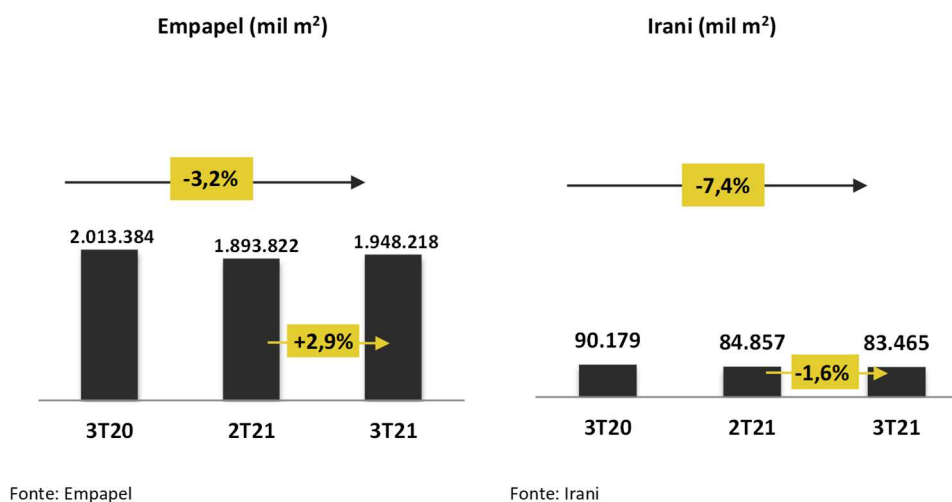 Empapel (mil m²)
-3,2%
2.013.384
1.893.822
1.948.218
+2,9%
3T20
2T21
3T21
Fonte: Empapel
Irani (mil m²)
-7,4%
90.179
84.857
83.465
-1,6%
3T20
2T21
3T21
Fonte: Irani